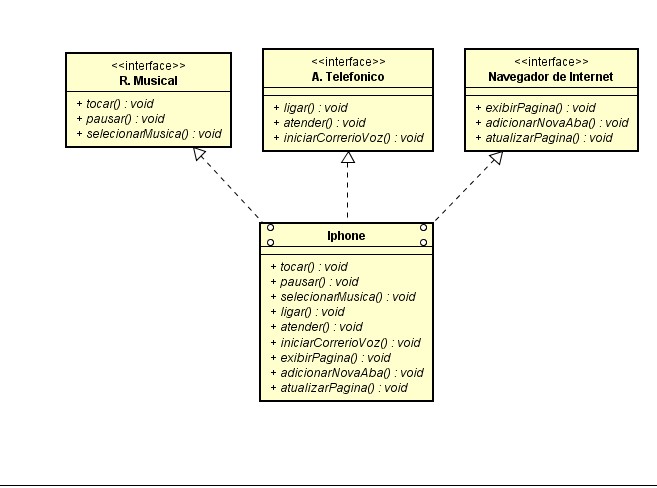 <<interface>>
R. Musical
+ tocar() : void
+ pausar() : void
+ selecionarMusica() : void
<<interface>>
A. Telefonico
+ ligar() : void
+ atender() : void
+ iniciarCorrerioVoz() : void
<<interface>>
Navegador de Internet
+ exibirPagina() : void
+ adicionarNovaAba() : void
+ atualizarPagina() : void
Iphone
+ tocar() : void
+ pausar() : void
+ selecionarMusica() : void
+ ligar() : void
+ atender() : void
+ iniciarCorrerioVoz() : void
+ exibirPagina() : void
+ adicionarNovaAba() : void
+ atualizarPagina() : void